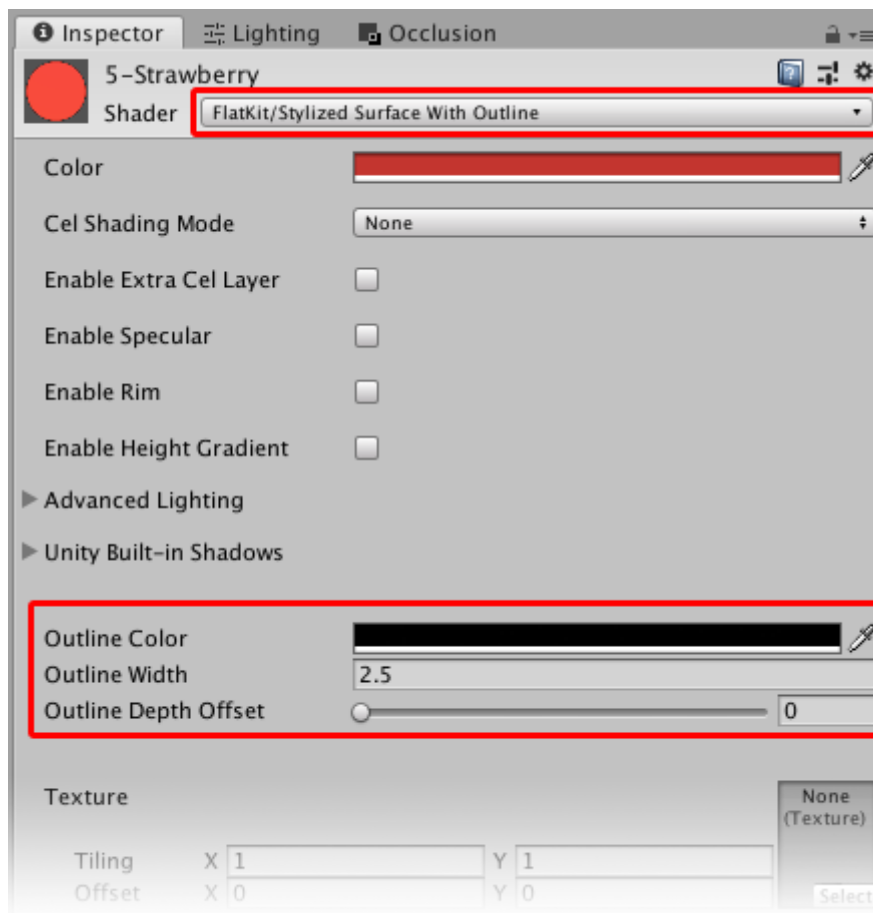 Inspector Lighting Occlusion
5-Strawberry
Shader FlatKit/Stylized Surface With Outline
Color
Cel Shading Mode None
Enable Extra Cel Layer
Enable Specular
Enable Rim
Enable Height Gradient
Advanced Lighting
Unity Built-in Shadows
Outline Color
Outline Width 2.5
Outline Depth Offset 0
Texture None
(Texture)
Tiling X 1 Y 1
Offset X 0 Y 0 Select